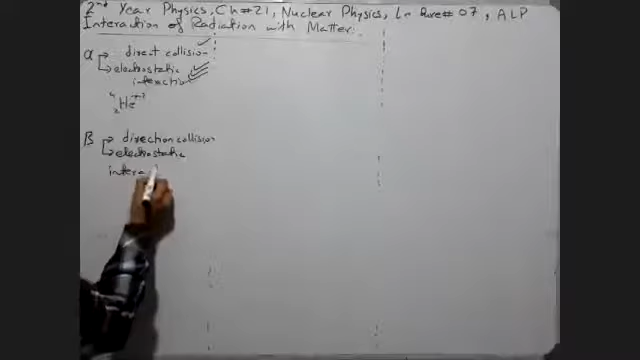 2nd Year Physics, Ch#21, Nuclear Physics, Lecture# 07, ALP
Interaction of Radiation with Matter:
α → direct collision
→ electrostatic
interaction
⁴₂He⁺²
β → direction collision
→ electrostatic
intera